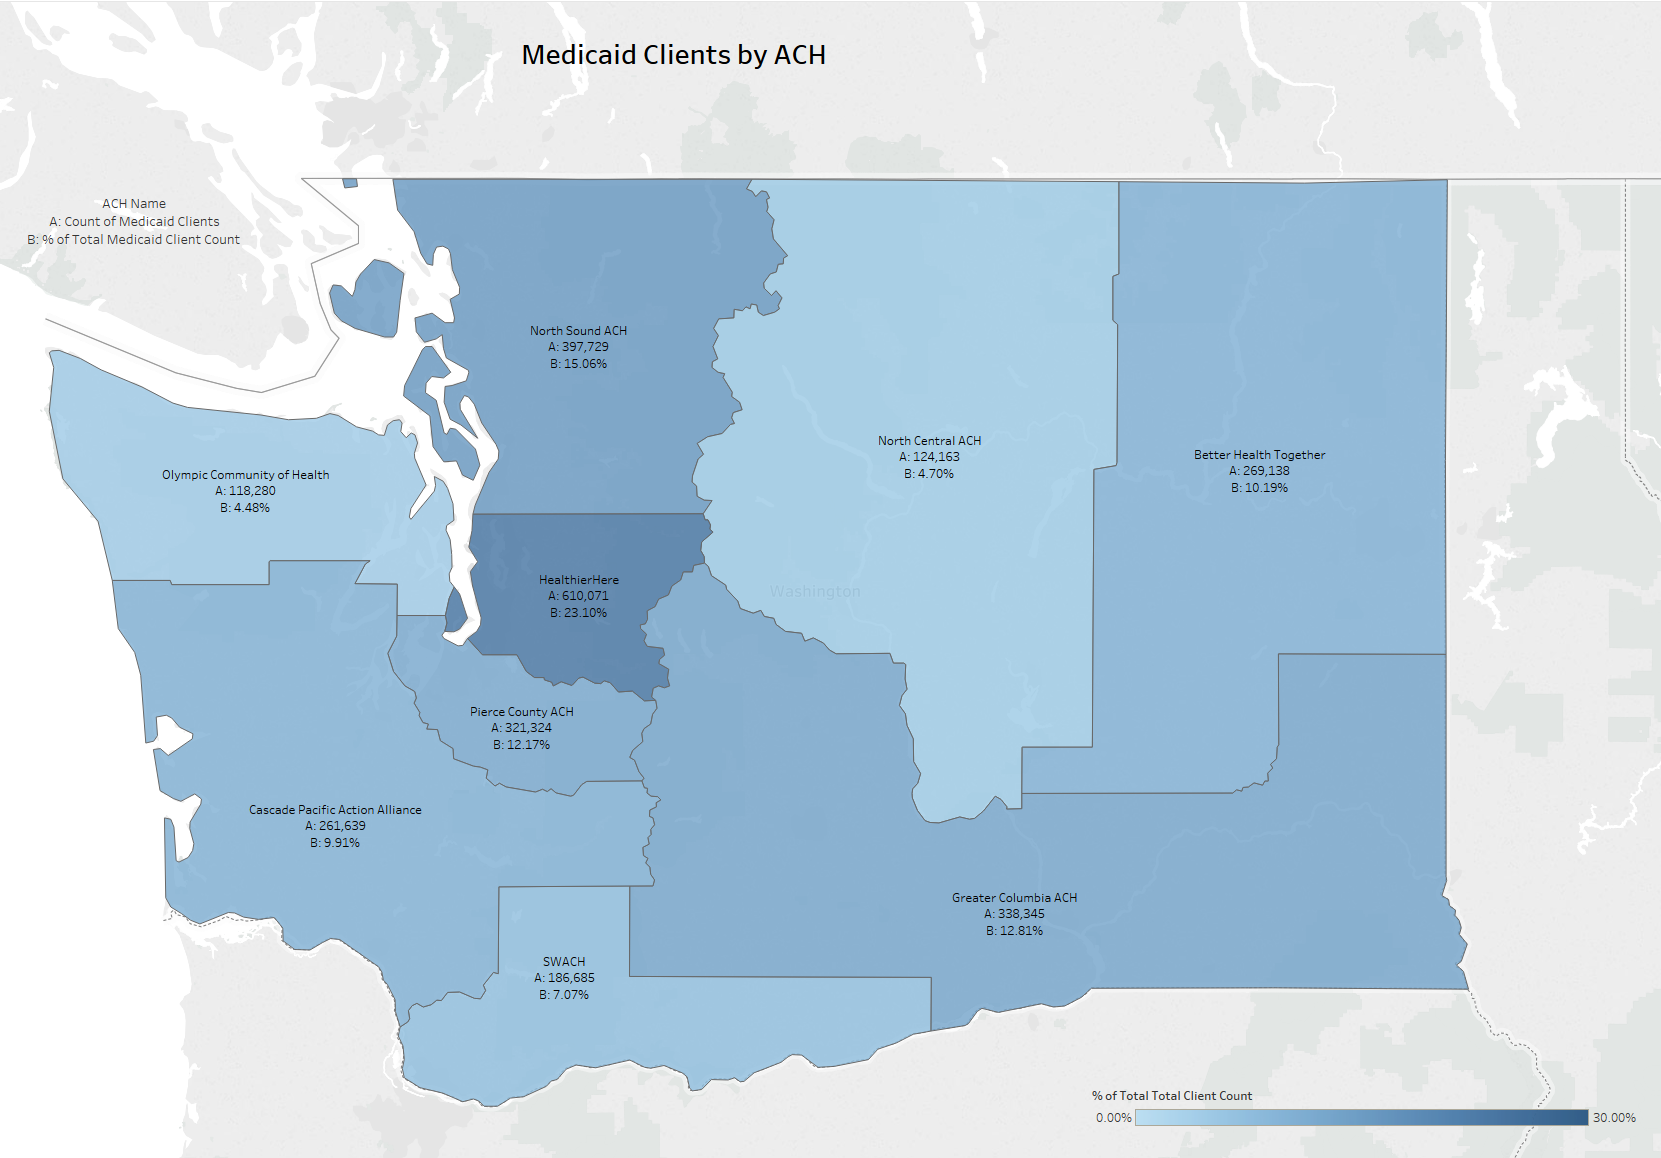 Medicaid Clients by ACH
ACH Name
A: Count of Medicaid Clients
B: % of Total Medicaid Client Count
North Sound ACH
A: 397,729
B: 15.06%
North Central ACH
A: 124,163
B: 4.70%
Better Health Together
A: 269,138
B: 10.19%
Olympic Community of Health
A: 118,280
B: 4.48%
HealthierHere
A: 610,071
B: 23.10%
Washington
Pierce County ACH
A: 321,324
B: 12.17%
Cascade Pacific Action Alliance
A: 261,639
B: 9.91%
Greater Columbia ACH
A: 338,345
B: 12.81%
SWACH
A: 186,685
B: 7.07%
% of Total Total Client Count
0.00% 30.00%